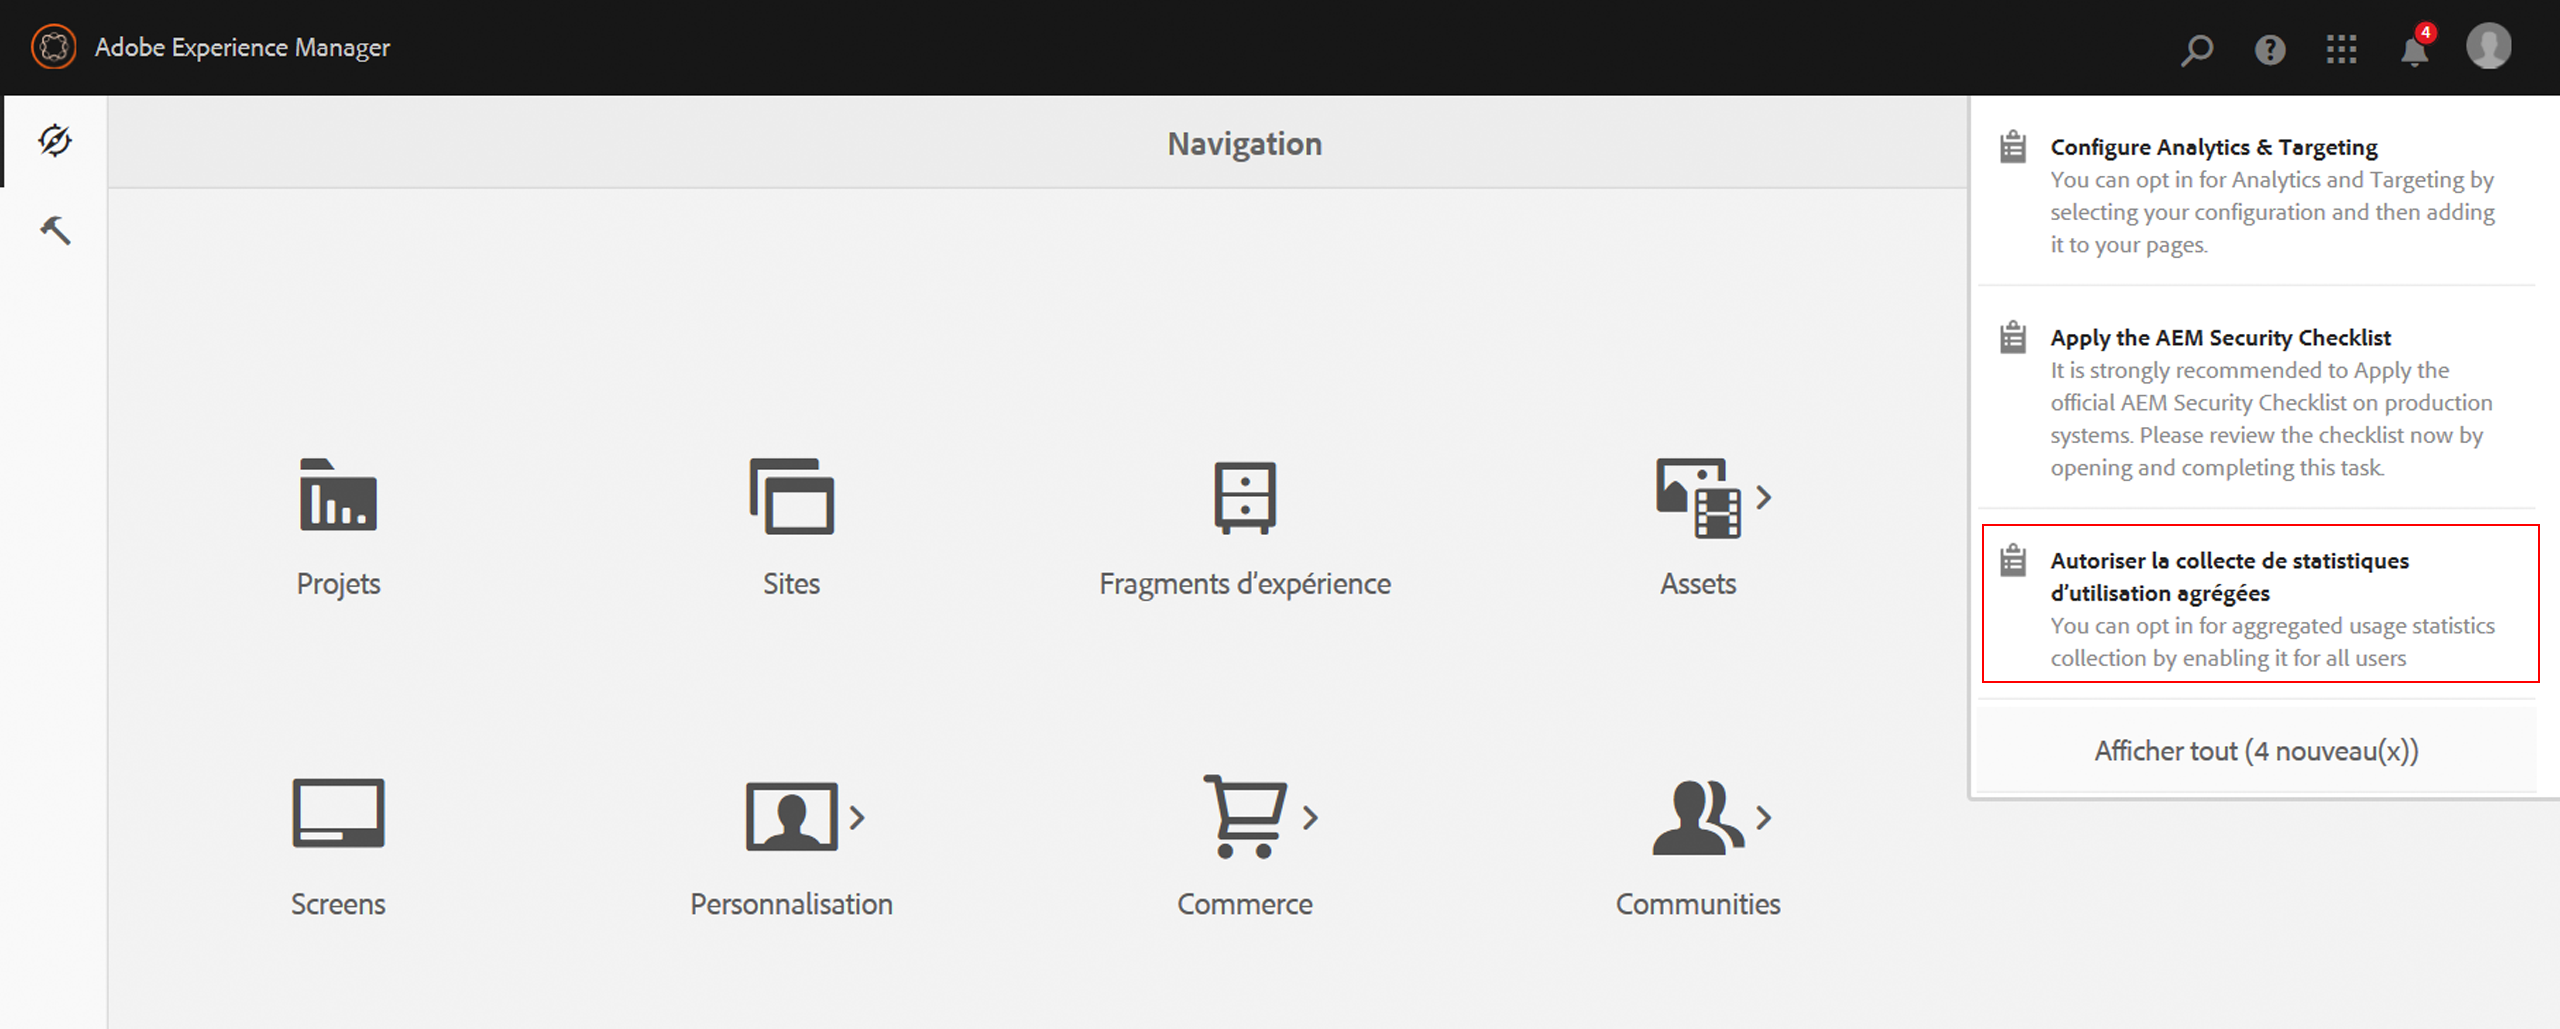 Adobe Experience Manager
4
Navigation
Configure Analytics & Targeting
You can opt in for Analytics and Targeting by
selecting your configuration and then adding
it to your pages.
Apply the AEM Security Checklist
It is strongly recommended to Apply the
official AEM Security Checklist on production
systems. Please review the checklist now by
opening and completing this task.
Autoriser la collecte de statistiques
d’utilisation agrégées
You can opt in for aggregated usage statistics
collection by enabling it for all users
Afficher tout (4 nouveau(x))
Projets
Sites
Fragments d’expérience
Assets
Screens
Personnalisation
Commerce
Communities